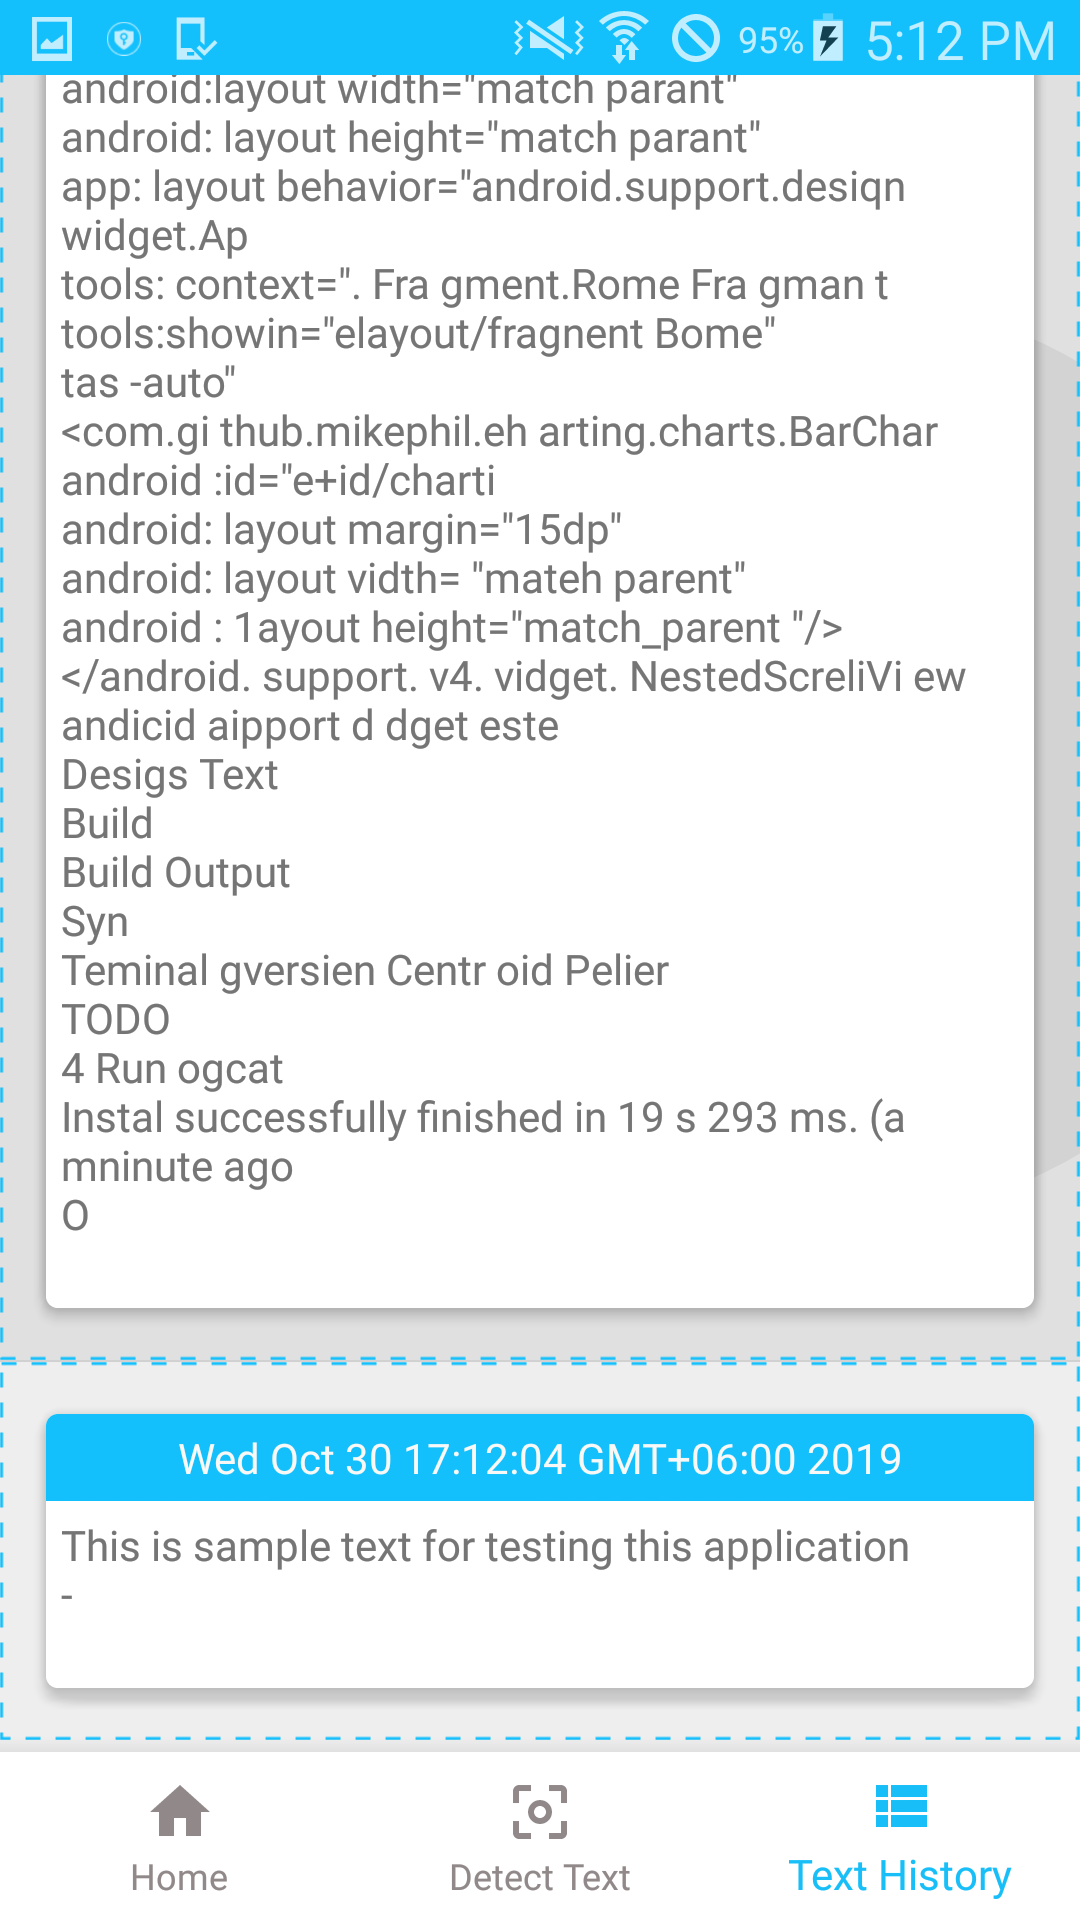 95% 5:12 PM
android:layout width="match parant"
android: layout height="match parant"
app: layout behavior="android.support.desiqn
widget.Ap
tools: context=". Fra gment.Rome Fra gman t
tools:showin="elayout/fragnent Bome"
tas -auto"
<com.gi thub.mikephil.eh arting.charts.BarChar
android :id="e+id/charti
android: layout margin="15dp"
android: layout vidth= "mateh parent"
android : 1ayout height="match_parent "/>
</android. support. v4. vidget. NestedScreliVi ew
andicid aipport d dget este
Desigs Text
Build
Build Output
Syn
Teminal gversien Centr oid Pelier
TODO
4 Run ogcat
Instal successfully finished in 19 s 293 ms. (a
mninute ago
O
Wed Oct 30 17:12:04 GMT+06:00 2019
This is sample text for testing this application
-
Home Detect Text Text History